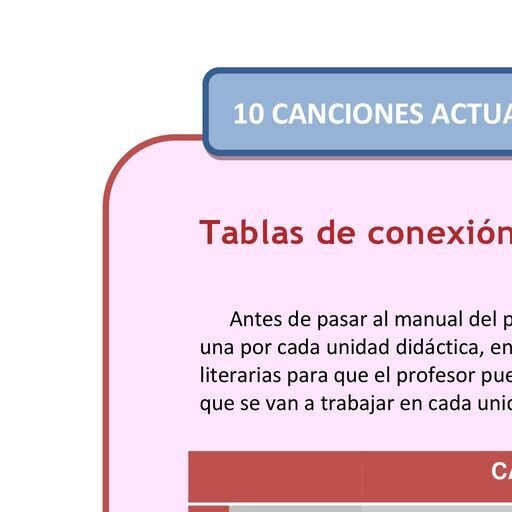 10 CANCIONES ACTUA
Tablas de conexión
Antes de pasar al manual del p
una por cada unidad didáctica, en
literarias para que el profesor pue
que se van a trabajar en cada unid
CA